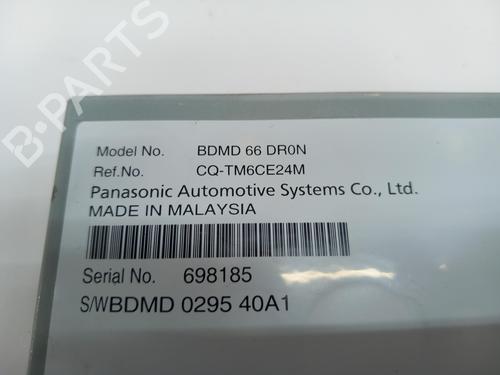 B-PARTS
Model No. BDMD 66 DR0N
Ref.No. CQ-TM6CE24M
Panasonic Automotive Systems Co., Ltd.
MADE IN MALAYSIA
Serial No. 698185
S/WBDMD 0295 40A1